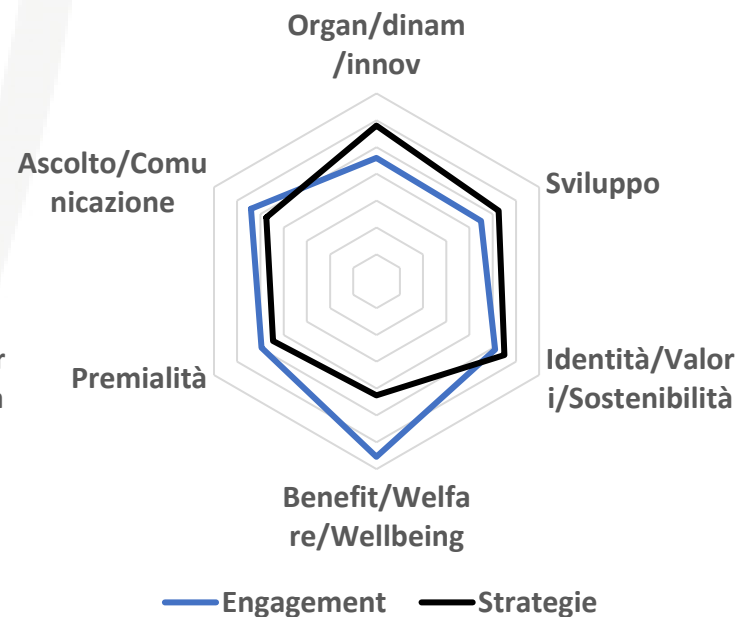 Organ/dinam
/innov
Ascolto/Comu
nicazione
Sviluppo
Premialità
Identità/Valor
i/Sostenibilità
Benefit/Welfa
re/Wellbeing
Engagement
Strategie